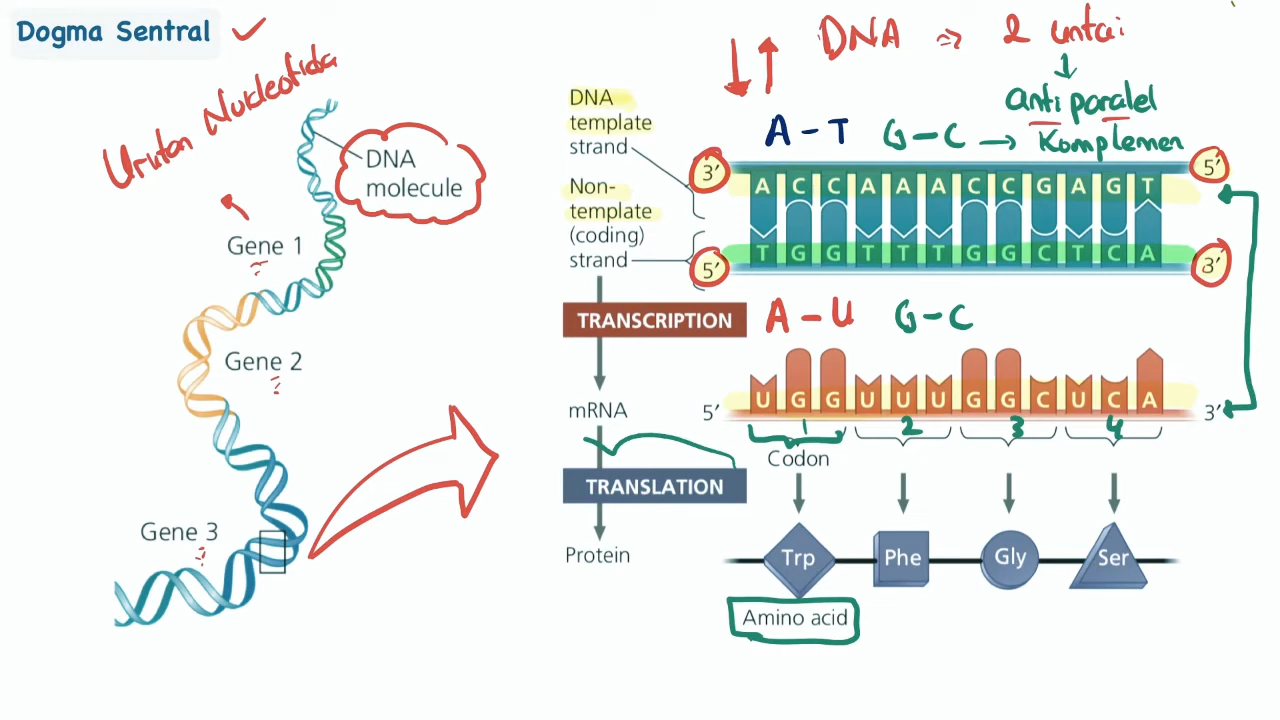 Dogma Sentral
Urutan Nukleotida
DNA
molecule
Gene 1
Gene 2
Gene 3
DNA => 2 untai
anti paralel
A - T G - C → Komplemen
DNA
template
strand
3' 5'
A C C A A A C C G A G T
Non-
template
(coding)
strand
T G G T T T G G C T C A
5' 3'
TRANSCRIPTION
A - U G - C
mRNA
5' 3'
U G G U U U G G C U C A
1 2 3 4
Codon
TRANSLATION
Protein
Trp Phe Gly Ser
Amino acid